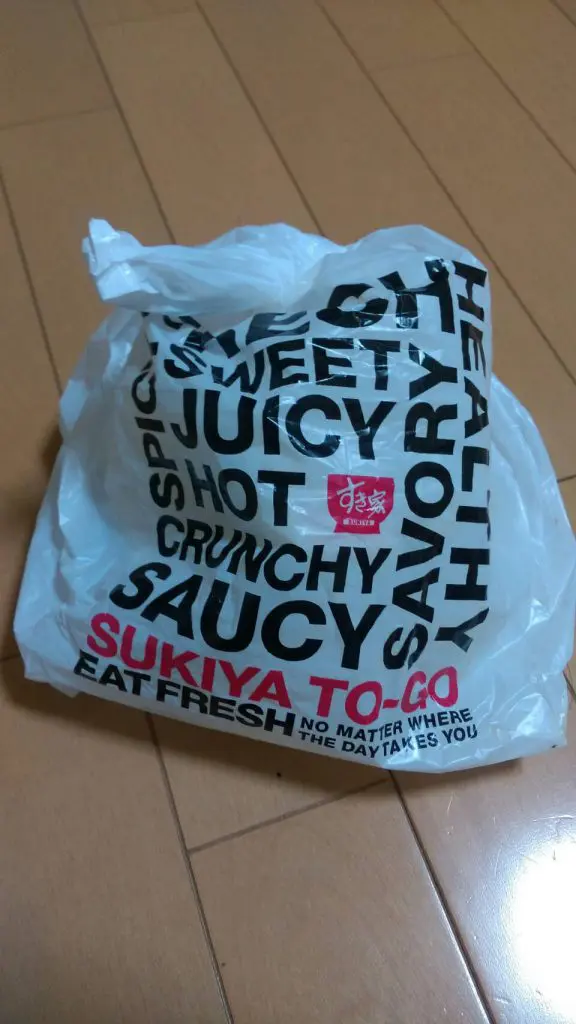 SWEET
JUICY
HOT
すき家
SUKIYA
CRUNCHY
SAUCY
SAVORY
HEALTHY
SUKIYA TO-GO
EAT FRESH NO MATTER WHERE
THE DAY TAKES YOU